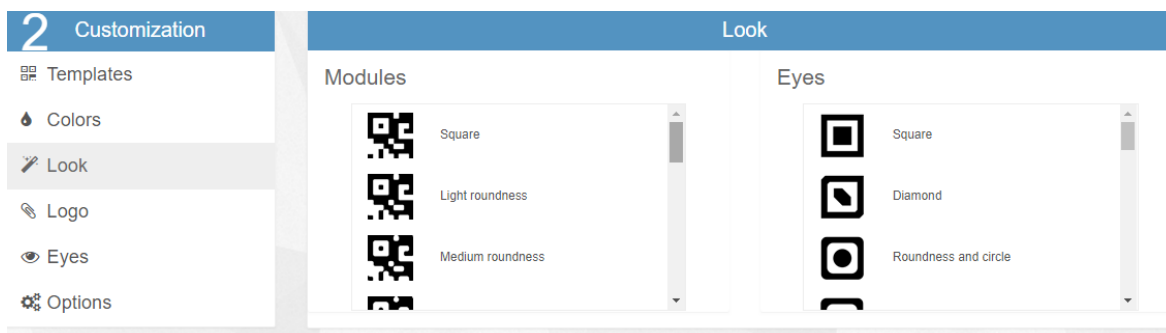 2 Customization
Templates
Colors
Look
Logo
Eyes
Options
Look
Modules
Square
Light roundness
Medium roundness
Eyes
Square
Diamond
Roundness and circle